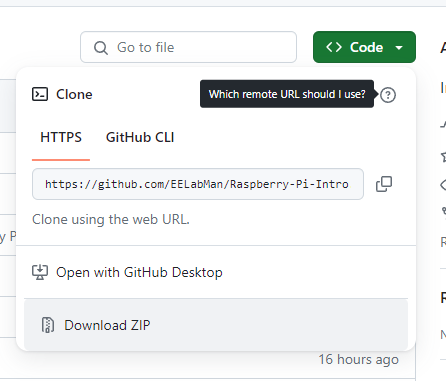 Go to file
Code
Clone
Which remote URL should I use?
HTTPS
GitHub CLI
https://github.com/EELabMan/Raspberry-Pi-Intro
Clone using the web URL.
Open with GitHub Desktop
Download ZIP
16 hours ago